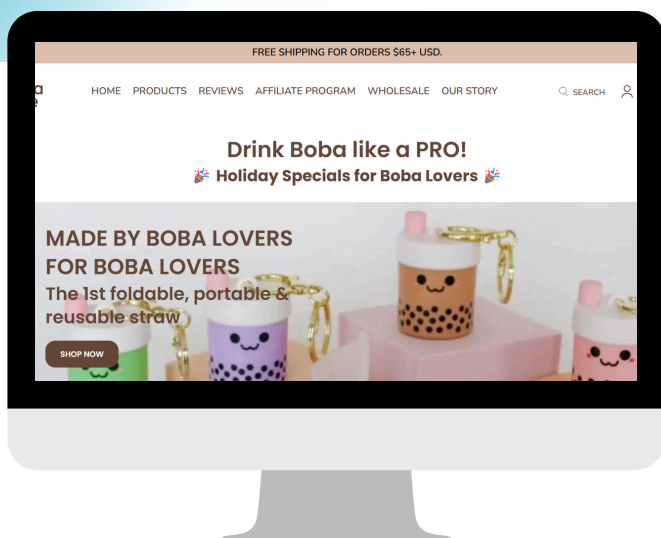 FREE SHIPPING FOR ORDERS $65+ USD.
HOME PRODUCTS REVIEWS AFFILIATE PROGRAM WHOLESALE OUR STORY SEARCH
Drink Boba like a PRO!
🎉 Holiday Specials for Boba Lovers 🎉
MADE BY BOBA LOVERS
FOR BOBA LOVERS
The 1st foldable, portable &
reusable straw
SHOP NOW